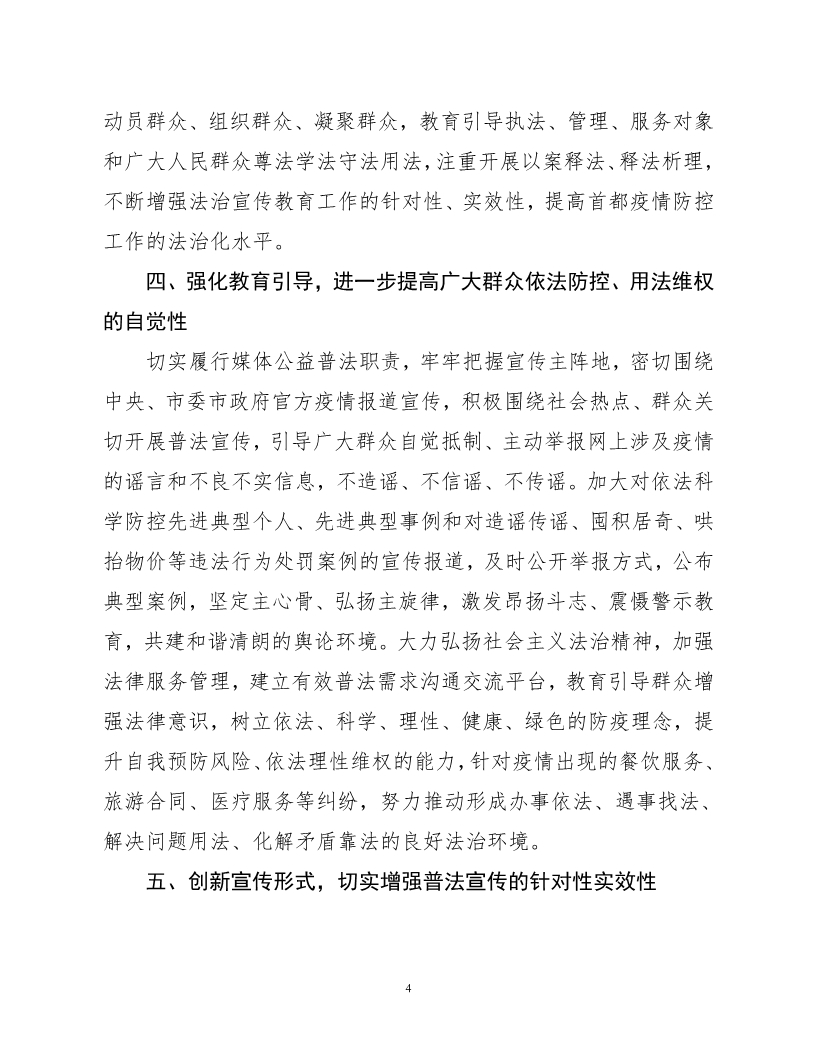 动员群众、组织群众、凝聚群众，教育引导执法、管理、服务对象
和广大人民群众尊法学法守法用法，注重开展以案释法、释法析理，
不断增强法治宣传教育工作的针对性、实效性，提高首都疫情防控
工作的法治化水平。
四、强化教育引导，进一步提高广大群众依法防控、用法维权
的自觉性
切实履行媒体公益普法职责，牢牢把握宣传主阵地，密切围绕
中央、市委市政府官方疫情报道宣传，积极围绕社会热点、群众关
切开展普法宣传，引导广大群众自觉抵制、主动举报网上涉及疫情
的谣言和不良不实信息，不造谣、不信谣、不传谣。加大对依法科
学防控先进典型个人、先进典型事例和对造谣传谣、囤积居奇、哄
抬物价等违法行为处罚案例的宣传报道，及时公开举报方式，公布
典型案例，坚定主心骨、弘扬主旋律，激发昂扬斗志、震慑警示教
育，共建和谐清朗的舆论环境。大力弘扬社会主义法治精神，加强
法律服务管理，建立有效普法需求沟通交流平台，教育引导群众增
强法律意识，树立依法、科学、理性、健康、绿色的防疫理念，提
升自我预防风险、依法理性维权的能力，针对疫情出现的餐饮服务、
旅游合同、医疗服务等纠纷，努力推动形成办事依法、遇事找法、
解决问题用法、化解矛盾靠法的良好法治环境。
五、创新宣传形式，切实增强普法宣传的针对性实效性
4